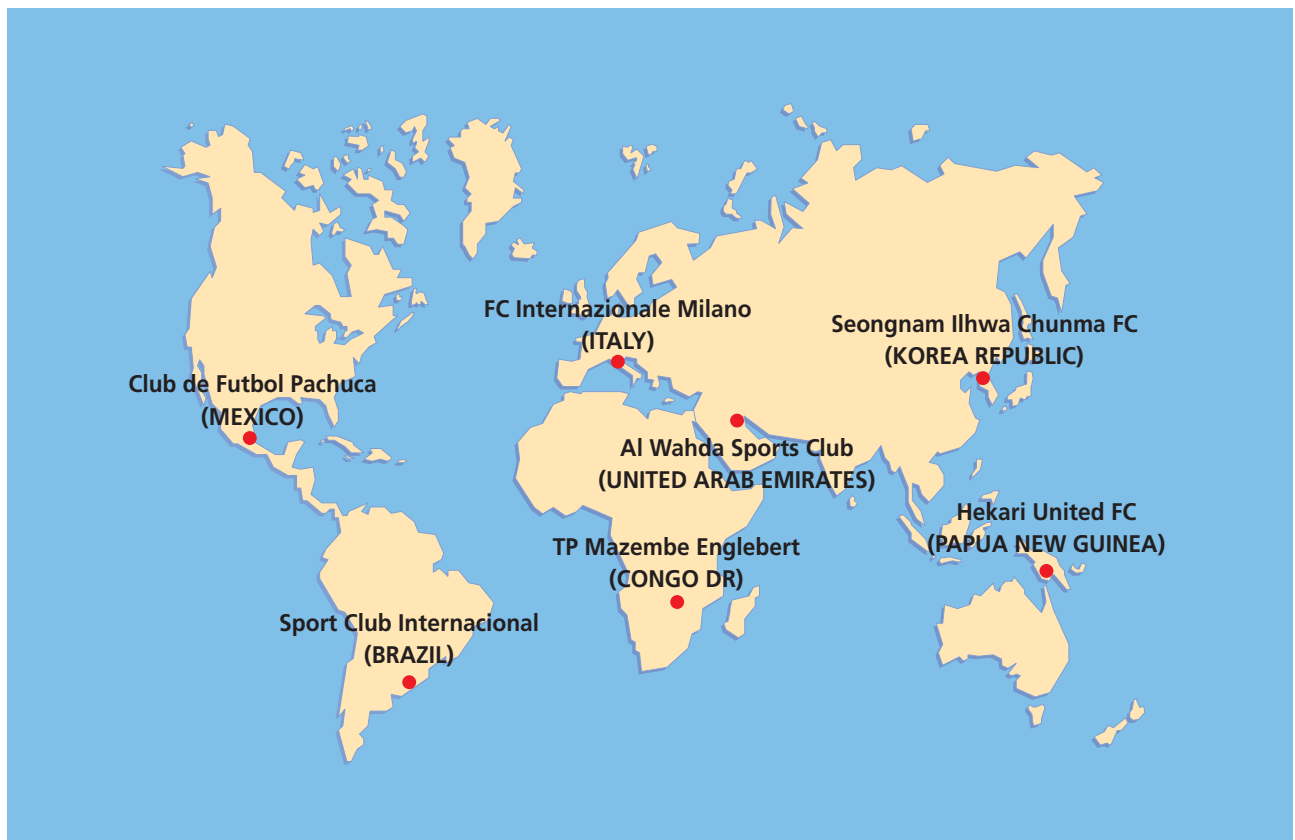 FC Internazionale Milano
(ITALY)
Seongnam Ilhwa Chunma FC
(KOREA REPUBLIC)
Club de Futbol Pachuca
(MEXICO)
Al Wahda Sports Club
(UNITED ARAB EMIRATES)
Hekari United FC
(PAPUA NEW GUINEA)
TP Mazembe Englebert
(CONGO DR)
Sport Club Internacional
(BRAZIL)